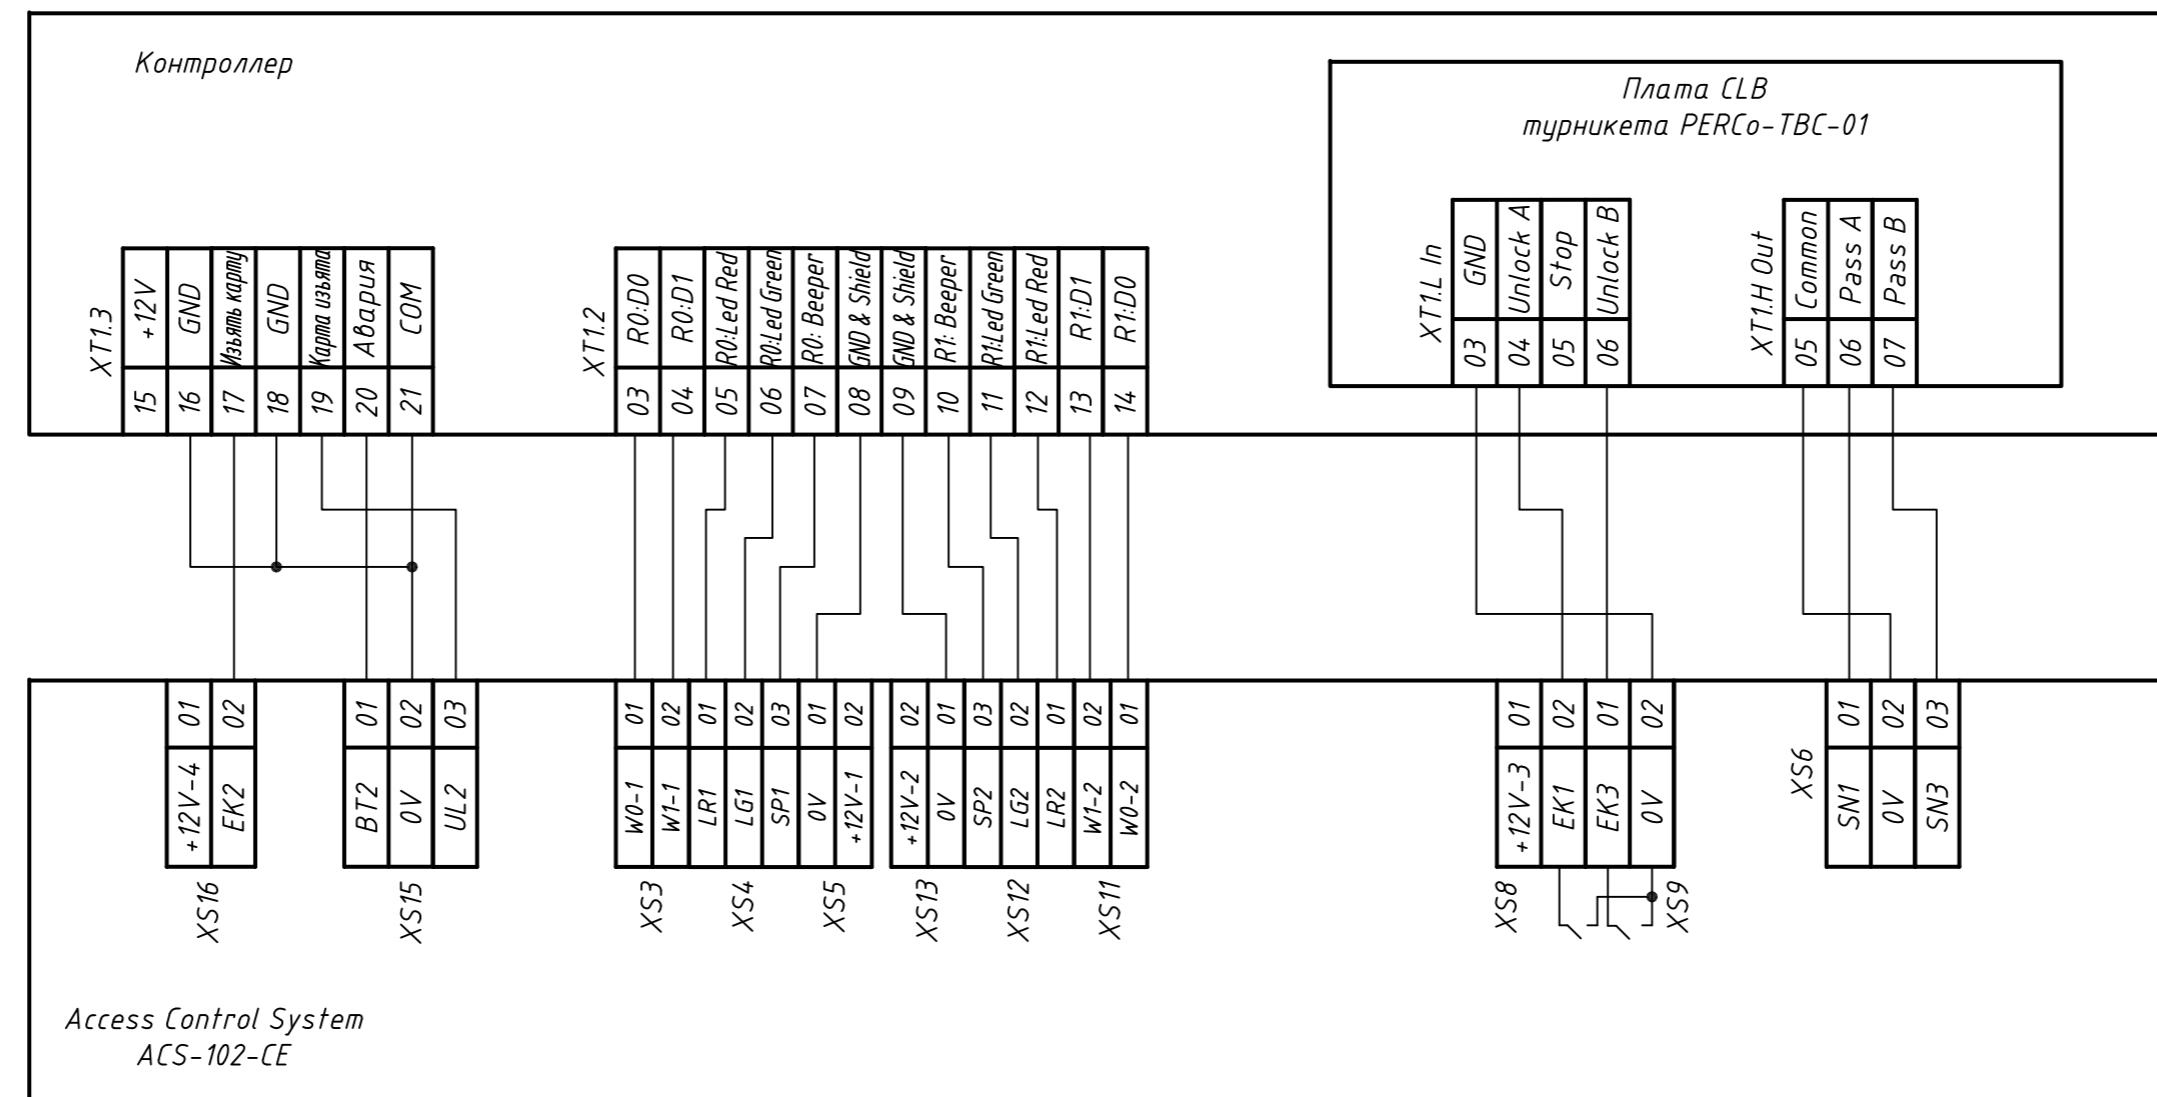 Контроллер
Плата CLB
турникета PERCo-TBC-01
XT1.3
+12V
GND
Изъять карту
GND
Карта изъята
Авария
COM
15
16
17
18
19
20
21
XT1.2
R0:D0
R0:D1
R0:Led Red
R0:Led Green
R0: Beeper
GND & Shield
GND & Shield
R1: Beeper
R1:Led Green
R1:Led Red
R1:D1
R1:D0
03
04
05
06
07
08
09
10
11
12
13
14
XT1.L In
GND
Unlock A
Stop
Unlock B
03
04
05
06
XT1.H Out
Common
Pass A
Pass B
05
06
07
01
02
+12V-4
EK2
XS16
01
02
03
BT2
0V
UL2
XS15
01
02
01
02
03
01
02
W0-1
W1-1
LR1
LG1
SP1
0V
+12V-1
XS3
XS4
XS5
02
01
03
02
01
02
01
+12V-2
0V
SP2
LG2
LR2
W1-2
W0-2
XS13
XS12
XS11
01
02
01
02
+12V-3
EK1
EK3
0V
XS8
XS9
XS6
01
02
03
SN1
0V
SN3
Access Control System
ACS-102-CE